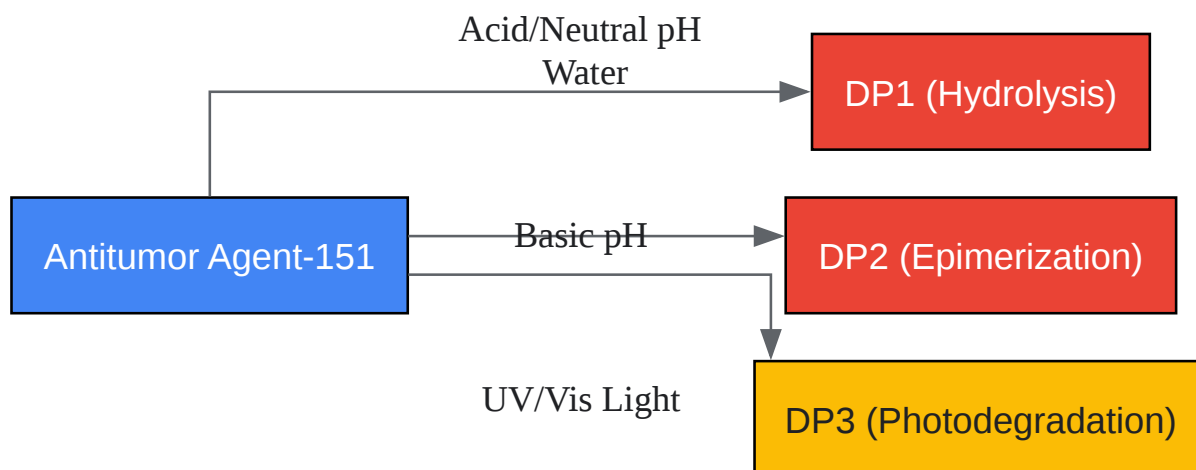 Acid/Neutral pH
Water
DP1 (Hydrolysis)
Antitumor Agent-151
Basic pH
DP2 (Epimerization)
UV/Vis Light
DP3 (Photodegradation)